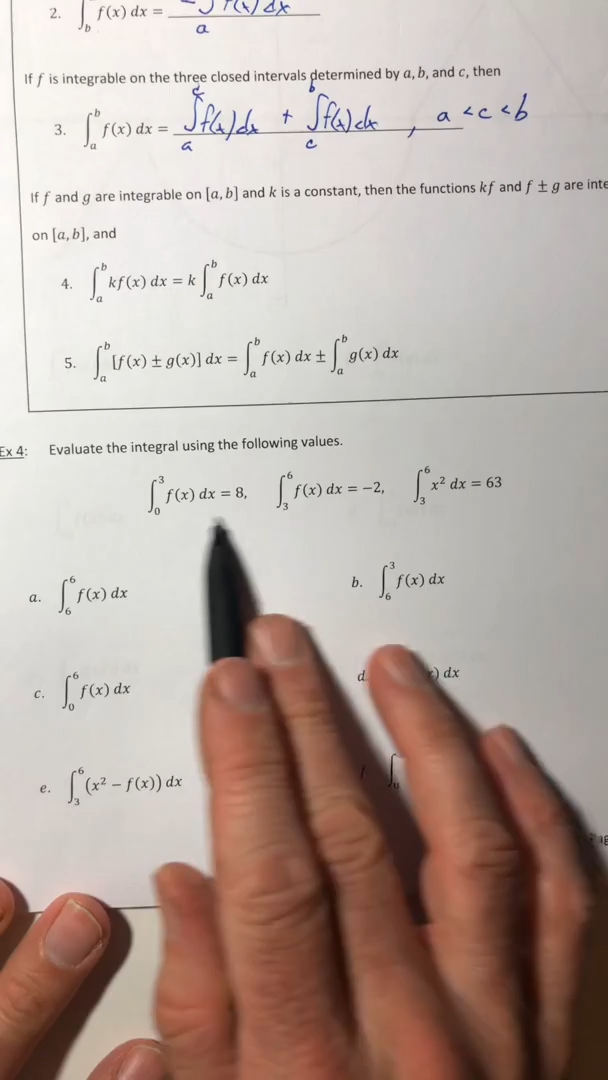 2. ∫_b f(x) dx = -∫ f(x) dx
a
If f is integrable on the three closed intervals determined by a, b, and c, then
3. ∫_a^b f(x) dx = ∫_a^c f(x) dx + ∫_c^b f(x) dx , a < c < b
If f and g are integrable on [a, b] and k is a constant, then the functions kf and f ± g are inte
on [a, b], and
4. ∫_a^b kf(x) dx = k ∫_a^b f(x) dx
5. ∫_a^b [f(x) ± g(x)] dx = ∫_a^b f(x) dx ± ∫_a^b g(x) dx
Ex 4: Evaluate the integral using the following values.
∫_0^3 f(x) dx = 8, ∫_3^6 f(x) dx = −2, ∫_3^6 x² dx = 63
a. ∫_6^6 f(x) dx b. ∫_6^3 f(x) dx
c. ∫_0^6 f(x) dx d ) dx
e. ∫_3^6 (x² − f(x)) dx